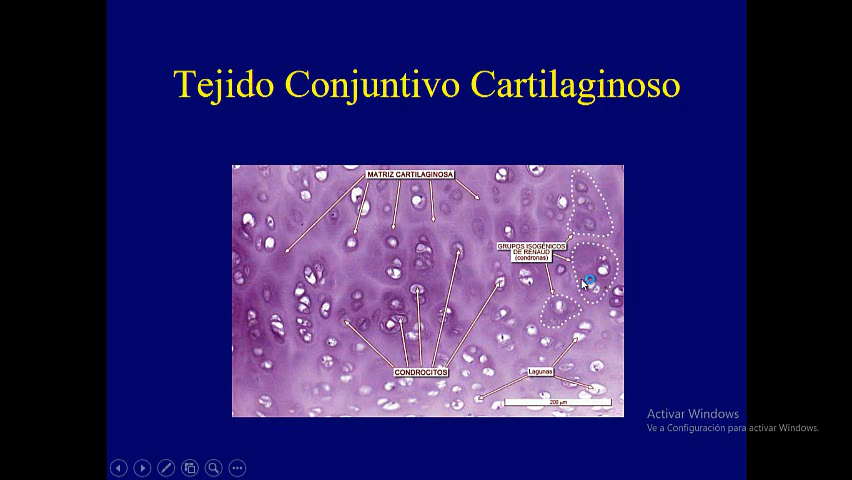 Tejido Conjuntivo Cartilaginoso
MATRIZ CARTILAGINOSA
GRUPOS ISOGÉNICOS
DE RENAUD
(condronas)
CONDROCITOS
Lagunas
200 µm
Activar Windows
Ve a Configuración para activar Windows.